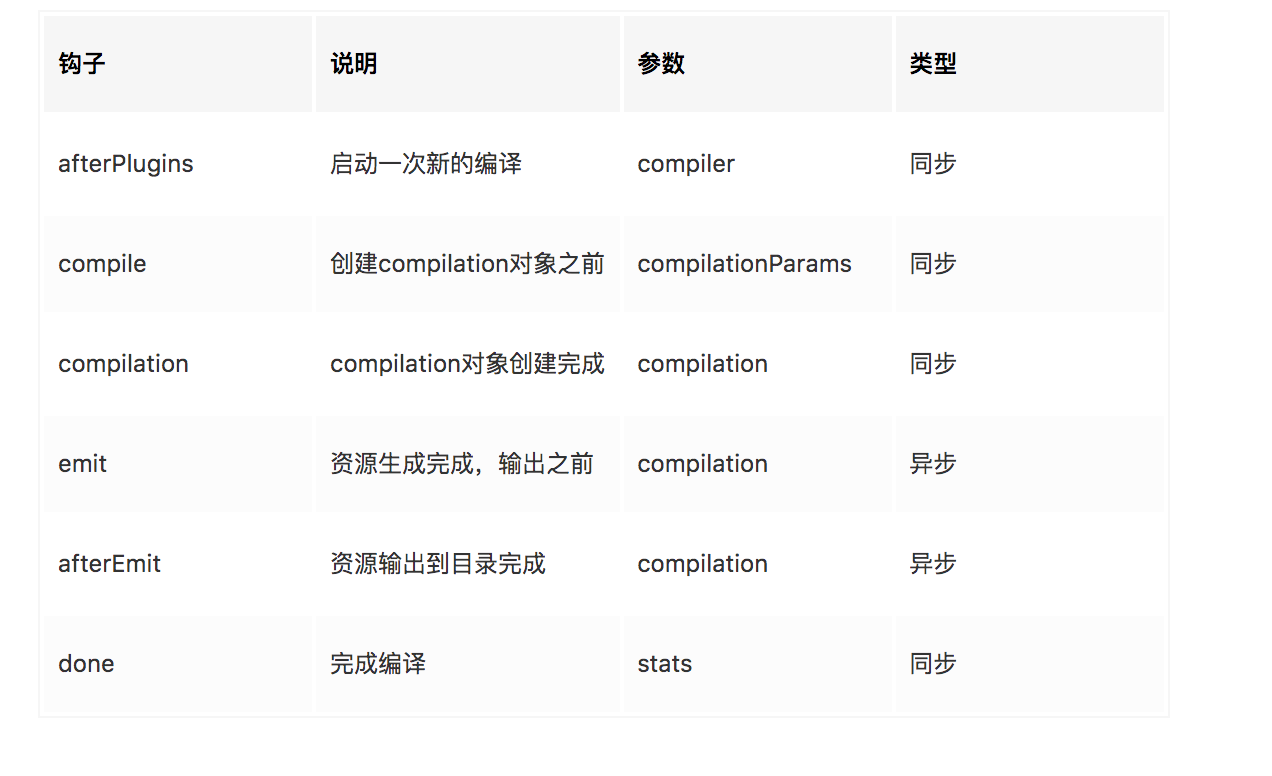 钩子 说明 参数 类型
afterPlugins 启动一次新的编译 compiler 同步
compile 创建compilation对象之前 compilationParams 同步
compilation compilation对象创建完成 compilation 同步
emit 资源生成完成，输出之前 compilation 异步
afterEmit 资源输出到目录完成 compilation 异步
done 完成编译 stats 同步